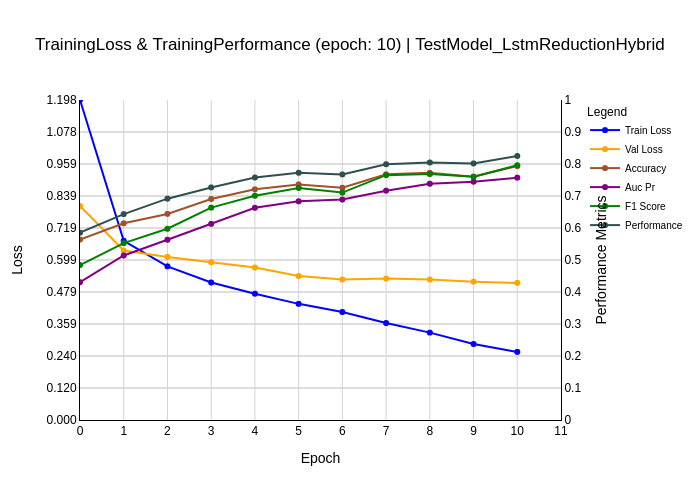 TrainingLoss & TrainingPerformance (epoch: 10) | TestModel_LstmReductionHybrid
Legend
Train Loss
Val Loss
Accuracy
Auc Pr
F1 Score
Performance
Loss
1.198
1.078
0.959
0.839
0.719
0.599
0.479
0.359
0.240
0.120
0.000
1
0.9
0.8
0.7
0.6
0.5
0.4
0.3
0.2
0.1
0
Performance Metrics
0 1 2 3 4 5 6 7 8 9 10 11
Epoch